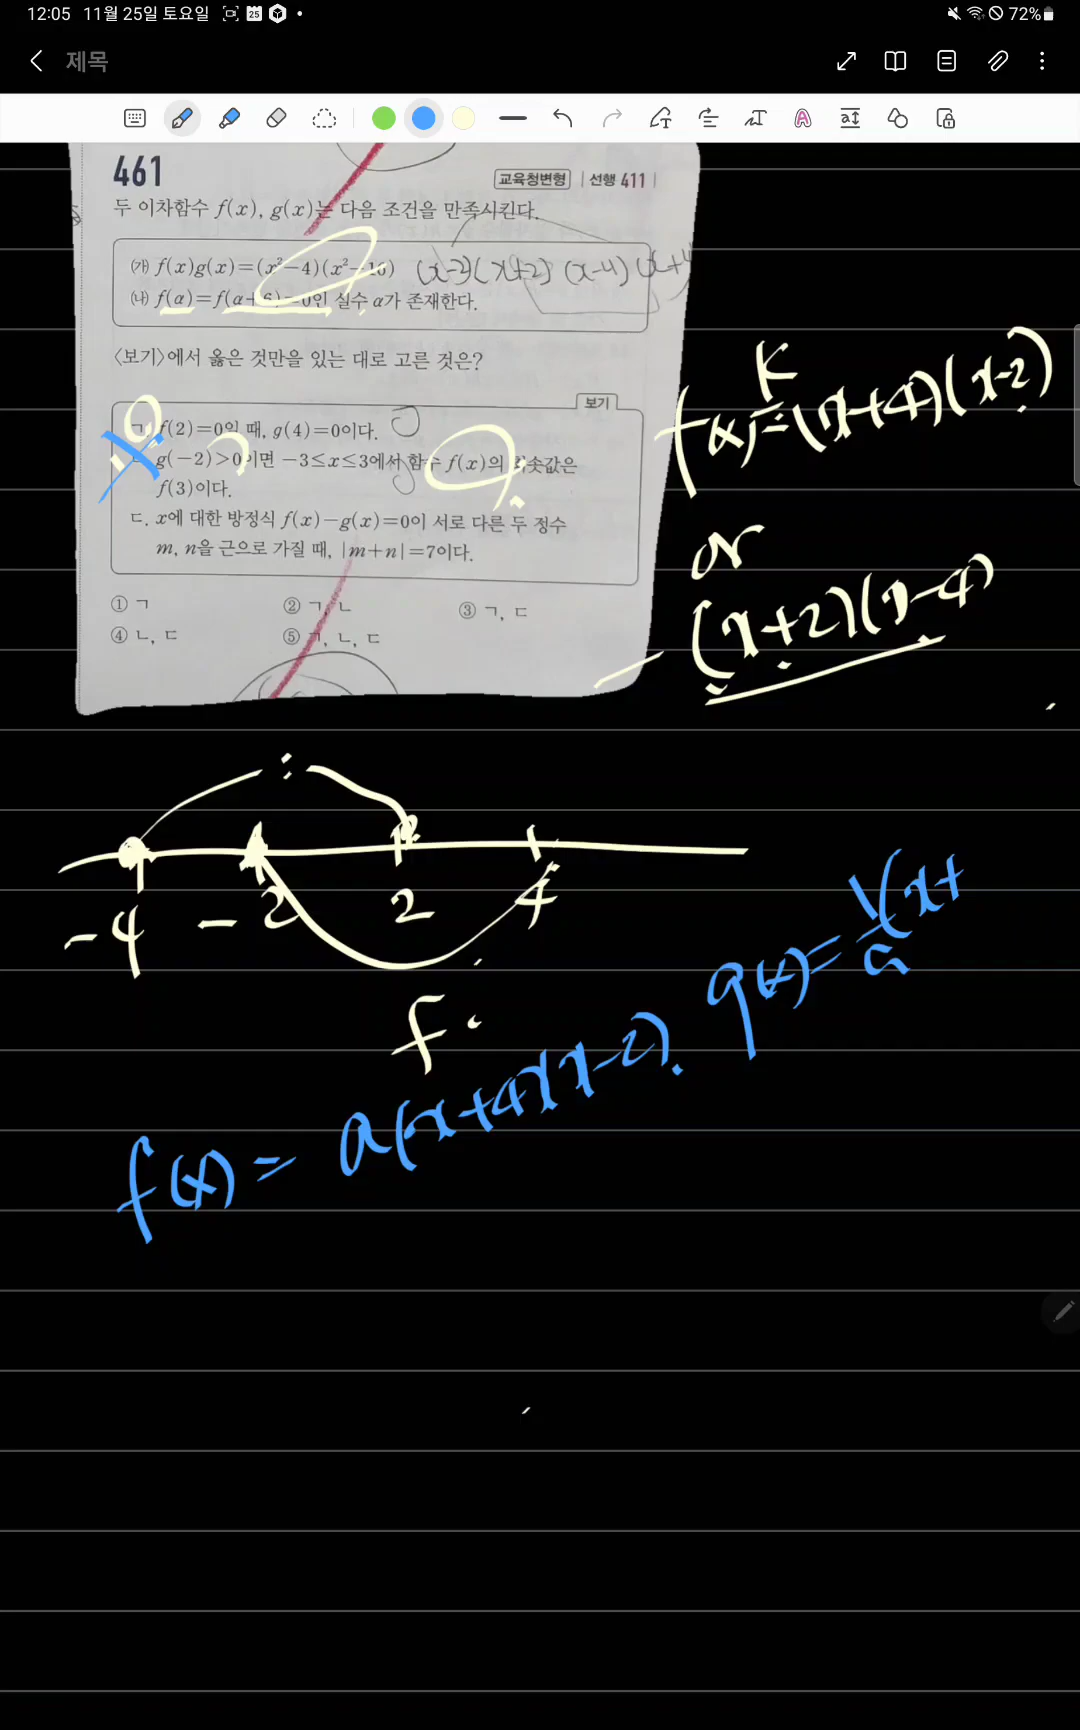 12:05 11월 25일 토요일 25 72%
제목
461
교육청변형 | 선행 411 |
두 이차함수 f(x), g(x)는 다음 조건을 만족시킨다.
(가) f(x)g(x)=(x²-4)(x²-16) (x-2)(x+2) (x-4)(x+4)
(나) f(α)=f(α+6)=0인 실수 α가 존재한다.
<보기>에서 옳은 것만을 있는 대로 고른 것은?
보기
ㄱ. f(2)=0일 때, g(4)=0이다.
g(-2)>0이면 -3≤x≤3에서 함수 f(x)의 최솟값은
f(3)이다.
ㄷ. x에 대한 방정식 f(x)-g(x)=0이 서로 다른 두 정수
m, n을 근으로 가질 때, |m+n|=7이다.
① ㄱ ② ㄱ, ㄴ ③ ㄱ, ㄷ
④ ㄴ, ㄷ ⑤ ㄱ, ㄴ, ㄷ
k
f(x)=(x+4)(x-2)
or
(x+2)(x-4)
-4 -2 2 4
f
f(x)= a(x+4)(x-2). g(x)= 1/a(x+